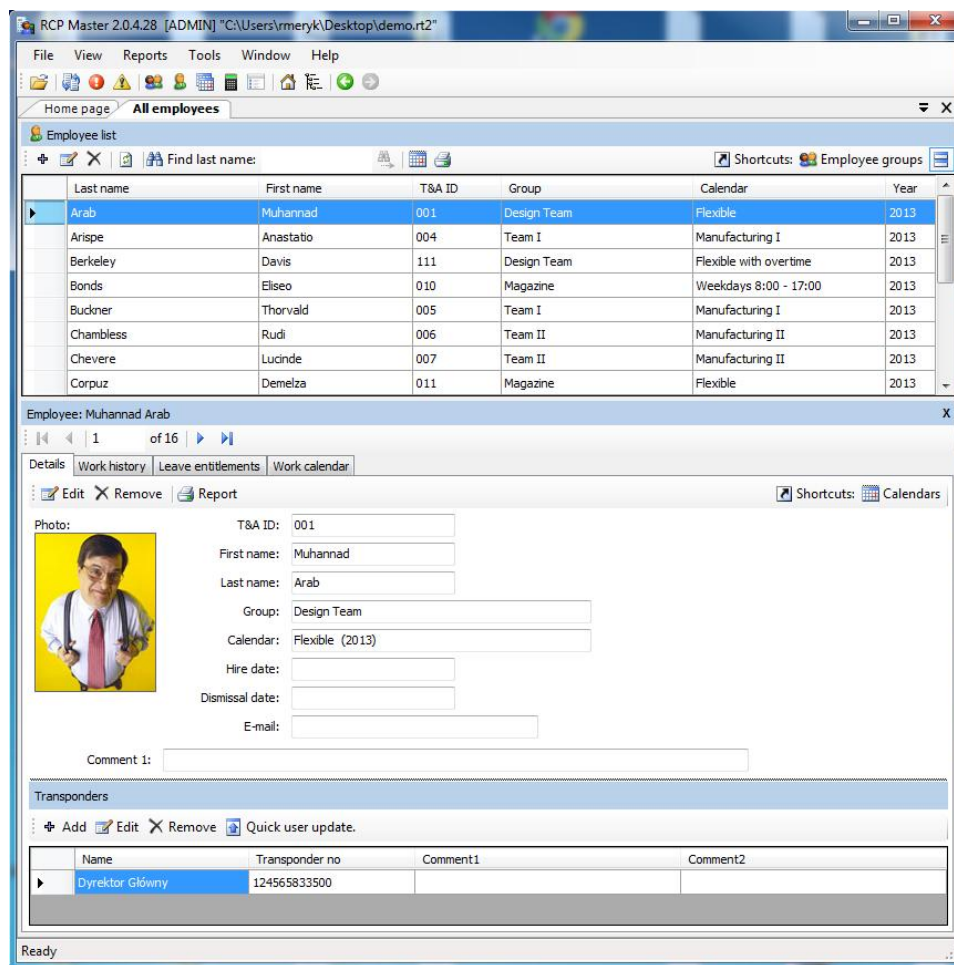 RCP Master 2.0.4.28 [ADMIN] "C:\Users\rmeryk\Desktop\demo.rt2"
File View Reports Tools Window Help
Home page All employees
Employee list
Find last name: Shortcuts: Employee groups
Last name First name T&A ID Group Calendar Year
Arab Muhannad 001 Design Team Flexible 2013
Arispe Anastatio 004 Team I Manufacturing I 2013
Berkeley Davis 111 Design Team Flexible with overtime 2013
Bonds Eliseo 010 Magazine Weekdays 8:00 - 17:00 2013
Buckner Thorvald 005 Team I Manufacturing I 2013
Chambless Rudi 006 Team II Manufacturing II 2013
Chevere Lucinde 007 Team II Manufacturing II 2013
Corpuz Demelza 011 Magazine Flexible 2013
Employee: Muhannad Arab X
1 of 16
Details Work history Leave entitlements Work calendar
Edit Remove Report Shortcuts: Calendars
Photo:
T&A ID: 001
First name: Muhannad
Last name: Arab
Group: Design Team
Calendar: Flexible (2013)
Hire date:
Dismissal date:
E-mail:
Comment 1:
Transponders
Add Edit Remove Quick user update.
Name Transponder no Comment1 Comment2
Dyrektor Główny 124565833500
Ready